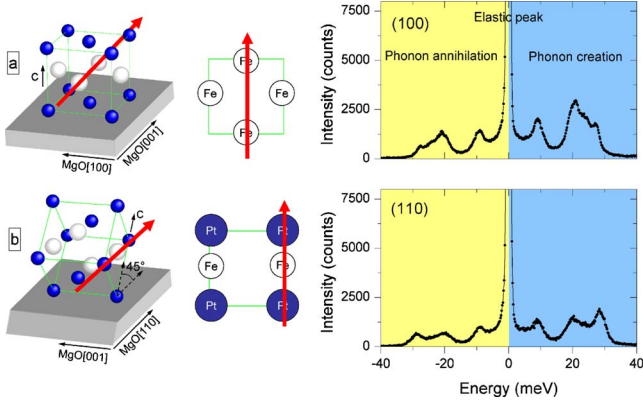 a
c
MgO[100]
MgO[001]
Fe
Fe Fe
Fe
b
c
45°
MgO[001]
MgO[110]
Pt Pt
Fe Fe
Pt Pt
Intensity (counts)
7500
5000
2500
0
(100)
Elastic peak
Phonon annihilation
Phonon creation
Intensity (counts)
7500
5000
2500
0
(110)
-40 -20 0 20 40
Energy (meV)